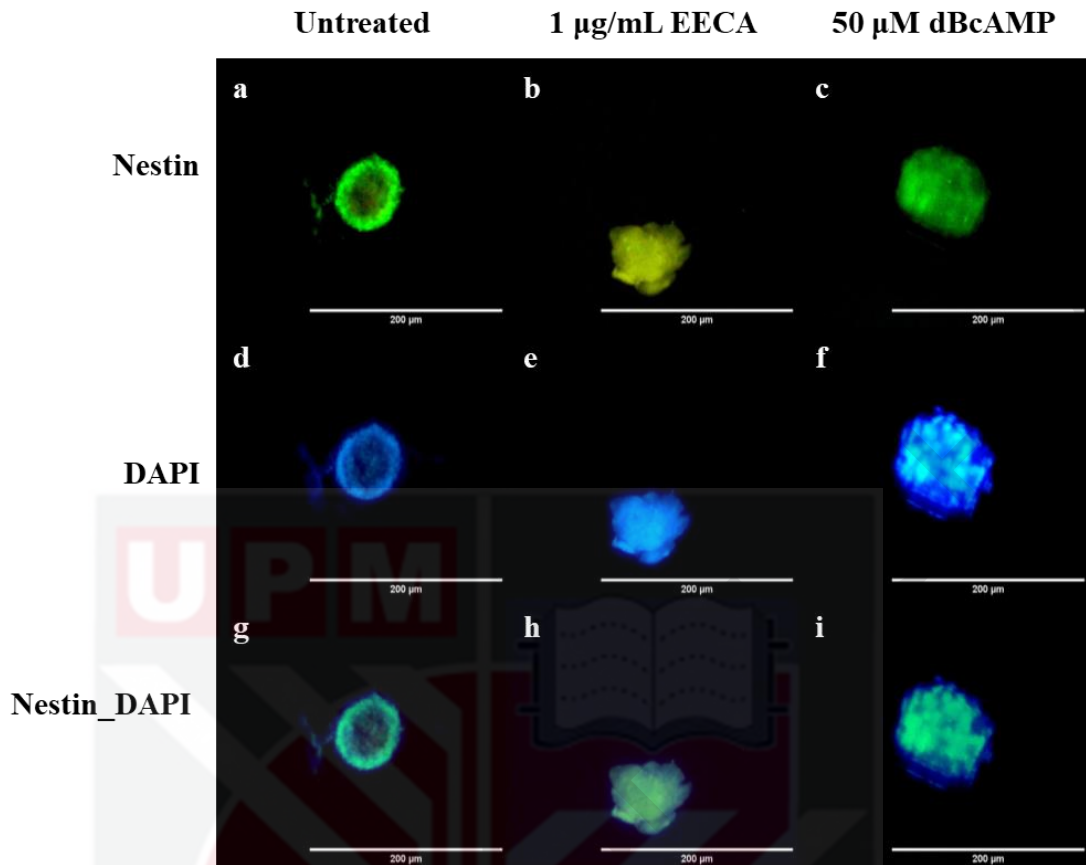 Untreated 1 µg/mL EECA 50 µM dBcAMP
a b c
Nestin
200 µm 200 µm 200 µm
d e f
DAPI
200 µm 200 µm 200 µm
UPM
g h i
Nestin_DAPI
200 µm 200 µm 200 µm